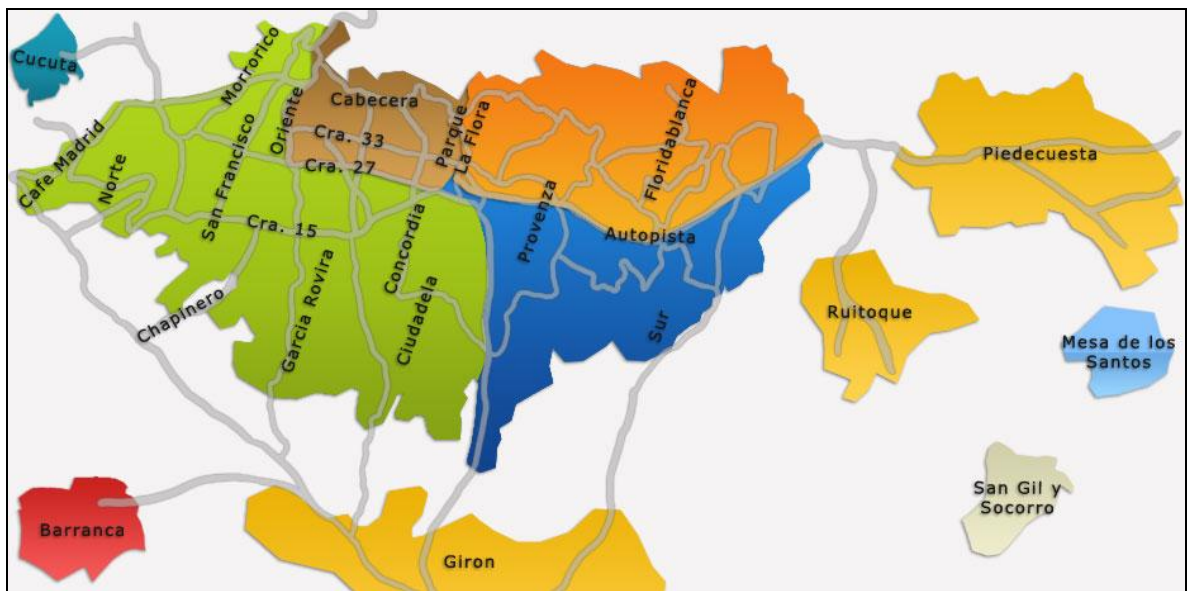 Cucuta
Cafe Madrid
Norte
Morrorico
San Francisco
Oriente
Cabecera
Cra. 33
Cra. 27
Cra. 15
Parque
La Flora
Floridablanca
Piedecuesta
Provenza
Autopista
Concordia
Ciudadela
Garcia Rovira
Chapinero
Sur
Ruitoque
Mesa de los
Santos
San Gil y
Socorro
Barranca
Giron